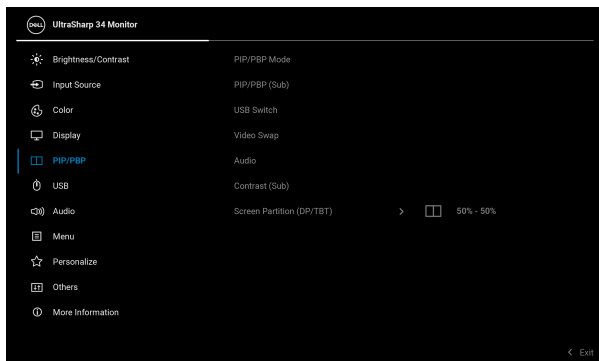 DELL UltraSharp 34 Monitor
Brightness/Contrast PIP/PBP Mode
Input Source PIP/PBP (Sub)
Color USB Switch
Display Video Swap
PIP/PBP Audio
USB Contrast (Sub)
Audio Screen Partition (DP/TBT) > 50% - 50%
Menu
Personalize
Others
More Information
< Exit